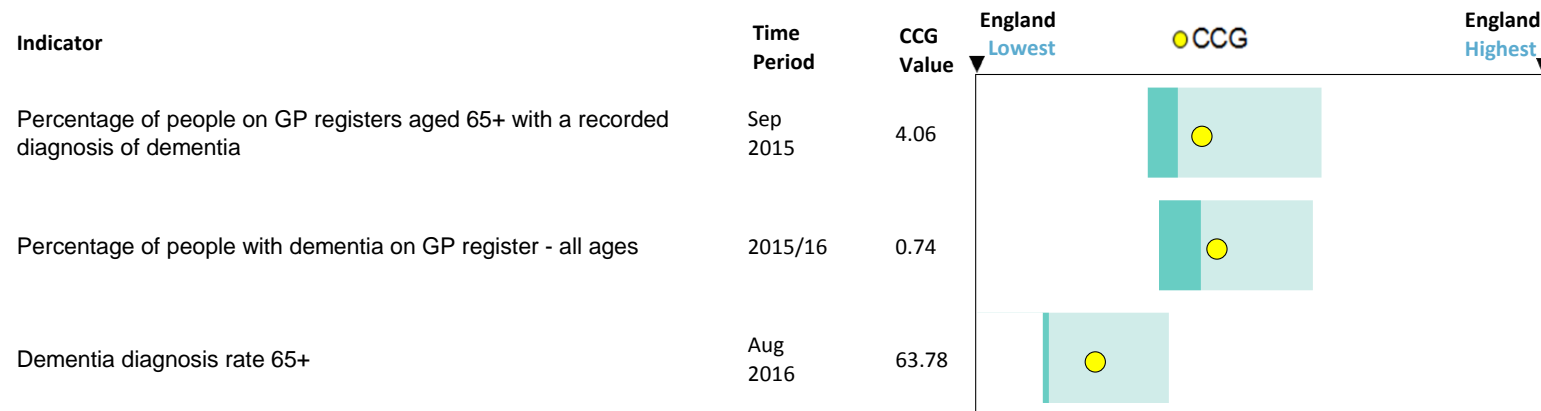 Indicator
Time
Period
CCG
Value
England
Lowest
CCG
England
Highest
Percentage of people on GP registers aged 65+ with a recorded
diagnosis of dementia
Sep
2015
4.06
Percentage of people with dementia on GP register - all ages
2015/16
0.74
Dementia diagnosis rate 65+
Aug
2016
63.78